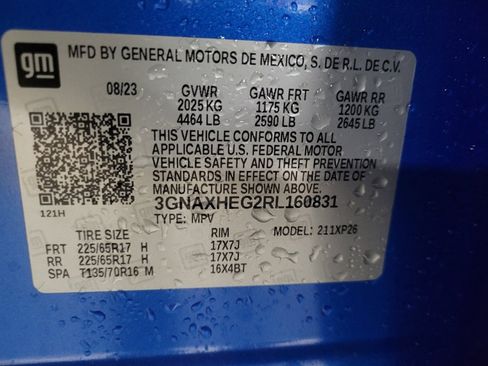 gm
MFD BY GENERAL MOTORS DE MEXICO, S. DE R.L. DE C.V.
08/23 GVWR GAWR FRT GAWR RR
2025 KG 1175 KG 1200 KG
4464 LB 2590 LB 2645 LB
THIS VEHICLE CONFORMS TO ALL
APPLICABLE U.S. FEDERAL MOTOR
VEHICLE SAFETY AND THEFT PREVENTION
STANDARDS IN EFFECT ON THE DATE OF
MANUFACTURE SHOWN ABOVE.
3GNAXHEG2RL160831
121H TYPE: MPV MODEL: 211XP26
TIRE SIZE RIM
FRT 225/65R17 H 17X7J
RR 225/65R17 H 17X7J
SPA T135/70R16 M 16X4BT